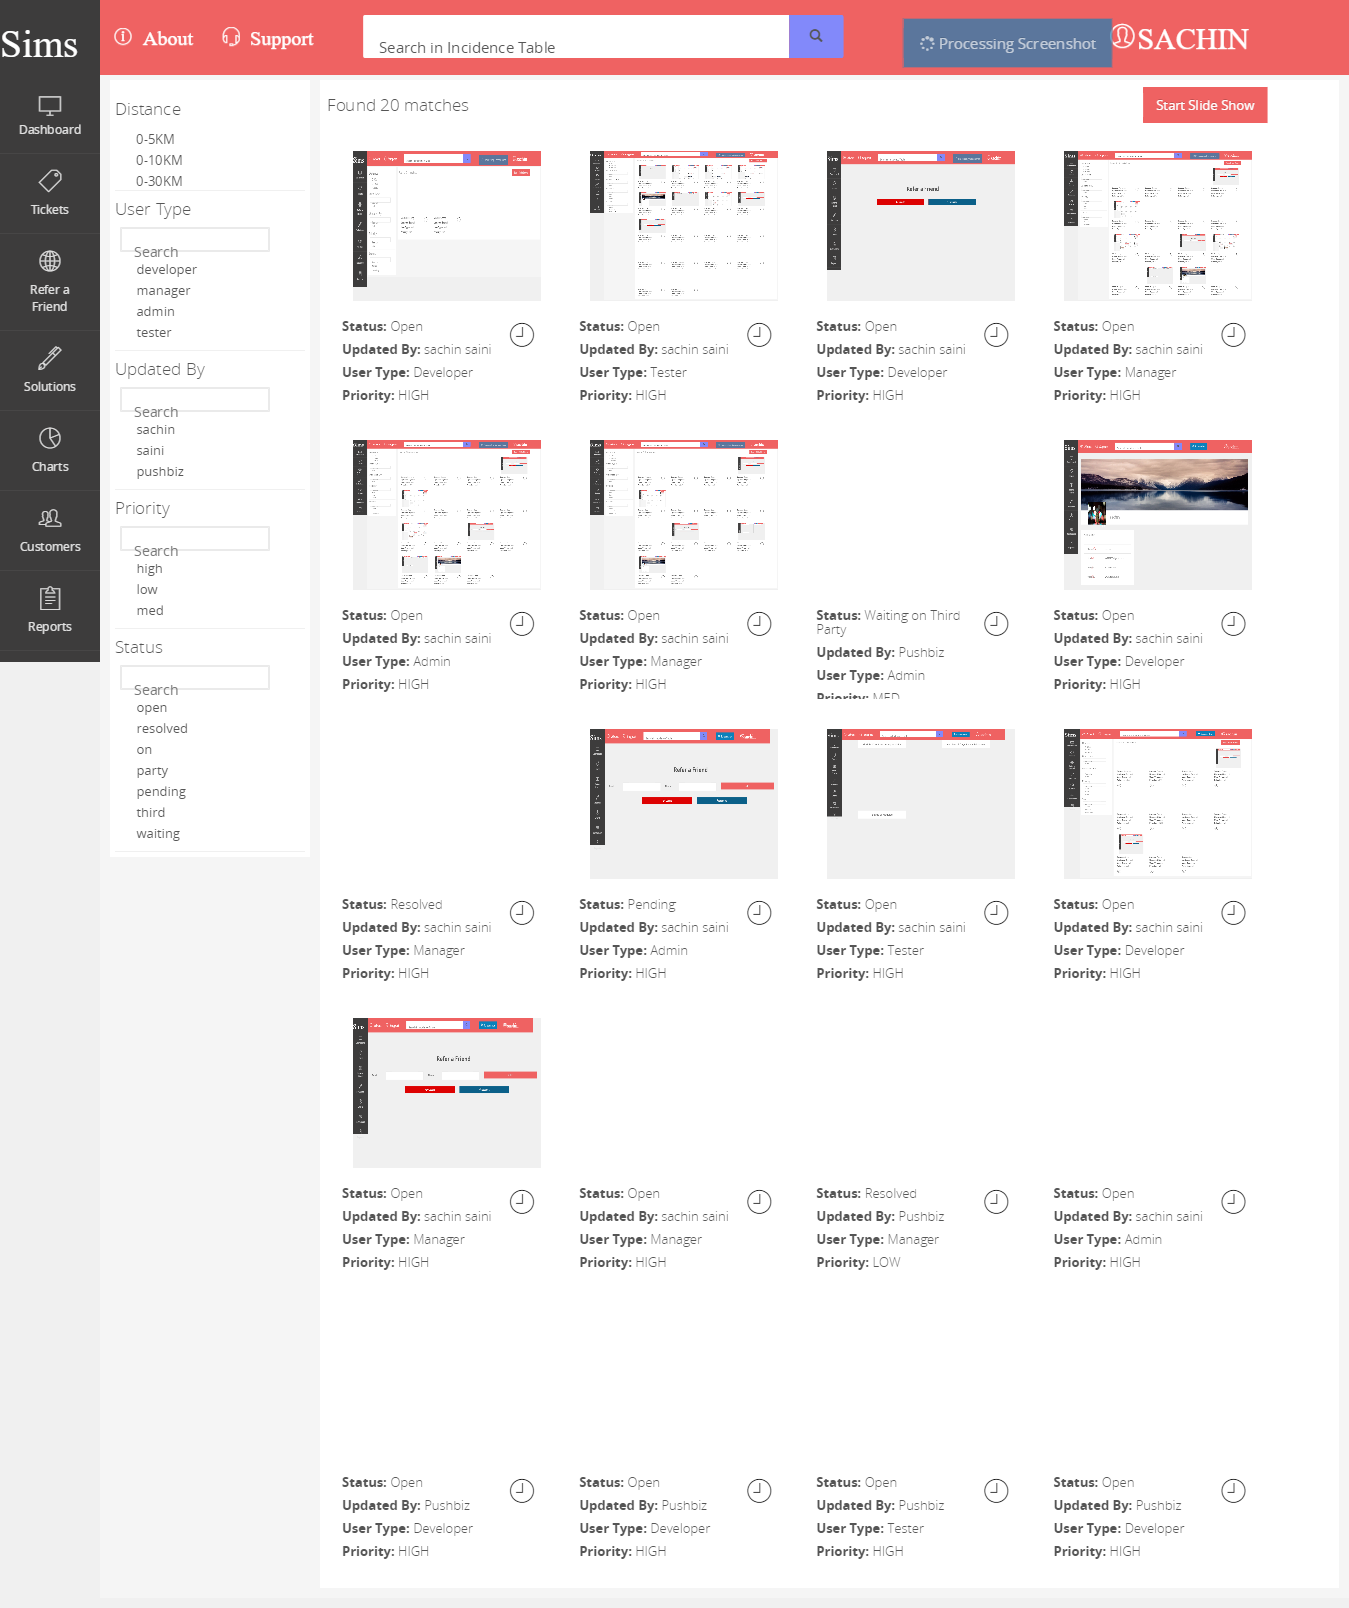 Sims
About
Support
Search in Incidence Table
Processing Screenshot
SACHIN
Dashboard
Tickets
Refer a
Friend
Solutions
Charts
Customers
Reports
Distance
0-5KM
0-10KM
0-30KM
User Type
Search
developer
manager
admin
tester
Updated By
Search
sachin
saini
pushbiz
Priority
Search
high
low
med
Status
Search
open
resolved
on
party
pending
third
waiting
Found 20 matches
Start Slide Show
Refer a Friend
Status: Open
Updated By: sachin saini
User Type: Developer
Priority: HIGH
Status: Open
Updated By: sachin saini
User Type: Tester
Priority: HIGH
Status: Open
Updated By: sachin saini
User Type: Developer
Priority: HIGH
Status: Open
Updated By: sachin saini
User Type: Manager
Priority: HIGH
Status: Open
Updated By: sachin saini
User Type: Admin
Priority: HIGH
Status: Open
Updated By: sachin saini
User Type: Manager
Priority: HIGH
Status: Waiting on Third
Party
Updated By: Pushbiz
User Type: Admin
Priority: MED
Status: Open
Updated By: sachin saini
User Type: Developer
Priority: HIGH
Refer a Friend
Status: Resolved
Updated By: sachin saini
User Type: Manager
Priority: HIGH
Status: Pending
Updated By: sachin saini
User Type: Admin
Priority: HIGH
Status: Open
Updated By: sachin saini
User Type: Tester
Priority: HIGH
Status: Open
Updated By: sachin saini
User Type: Developer
Priority: HIGH
Refer a Friend
Status: Open
Updated By: sachin saini
User Type: Manager
Priority: HIGH
Status: Open
Updated By: sachin saini
User Type: Manager
Priority: HIGH
Status: Resolved
Updated By: Pushbiz
User Type: Manager
Priority: LOW
Status: Open
Updated By: sachin saini
User Type: Admin
Priority: HIGH
Status: Open
Updated By: Pushbiz
User Type: Developer
Priority: HIGH
Status: Open
Updated By: Pushbiz
User Type: Developer
Priority: HIGH
Status: Open
Updated By: Pushbiz
User Type: Tester
Priority: HIGH
Status: Open
Updated By: Pushbiz
User Type: Developer
Priority: HIGH